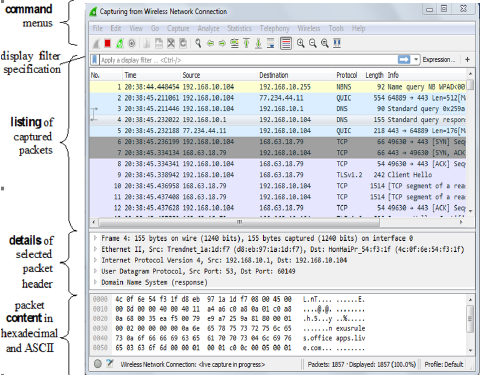 command
menus
display filter
specification
listing of
captured
packets
details of
selected
packet
header
packet
content in
hexadecimal
and ASCII
Capturing from Wireless Network Connection
File Edit View Go Capture Analyze Statistics Telephony Wireless Tools Help
Apply a display filter ... <Ctrl-/> Expression... +
No. Time Source Destination Protocol Length Info
1 20:38:44.448454 192.168.10.104 192.168.10.255 NBNS 92 Name query NB WPAD<00
2 20:38:45.211061 192.168.10.104 77.234.44.11 QUIC 554 64889 → 443 Len=512[M
3 20:38:45.221446 192.168.10.104 192.168.10.1 DNS 90 Standard query 0x259a
4 20:38:45.232022 192.168.10.1 192.168.10.104 DNS 155 Standard query respon
5 20:38:45.232188 77.234.44.11 192.168.10.104 QUIC 218 443 → 64889 Len=176[M
6 20:38:45.236199 192.168.10.104 168.63.18.79 TCP 66 49630 → 443 [SYN] Seq
7 20:38:45.334134 168.63.18.79 192.168.10.104 TCP 66 443 → 49630 [SYN, ACK
8 20:38:45.334341 192.168.10.104 168.63.18.79 TCP 54 49630 → 443 [ACK] Seq
9 20:38:45.338942 192.168.10.104 168.63.18.79 TLSv1.2 242 Client Hello
10 20:38:45.436958 168.63.18.79 192.168.10.104 TCP 1514 [TCP segment of a rea
11 20:38:45.437408 168.63.18.79 192.168.10.104 TCP 1514 [TCP segment of a rea
12 20:38:45.437628 192.168.10.104 168.63.18.79 TCP 54 49630 → 443 [ACK] Seq
Frame 4: 155 bytes on wire (1240 bits), 155 bytes captured (1240 bits) on interface 0
Ethernet II, Src: Trendnet_1a:1d:f7 (d8:eb:97:1a:1d:f7), Dst: HonHaiPr_54:f3:1f (4c:0f:6e:54:f3:1f)
Internet Protocol Version 4, Src: 192.168.10.1, Dst: 192.168.10.104
User Datagram Protocol, Src Port: 53, Dst Port: 60149
Domain Name System (response)
0000 4c 0f 6e 54 f3 1f d8 eb 97 1a 1d f7 08 00 45 00 L.nT.... ......E.
0010 00 8d 00 00 40 00 40 11 a4 a6 c0 a8 0a 01 c0 a8 ....@.@. ........
0020 0a 68 00 35 ea f5 00 79 e9 a7 25 9a 81 80 00 01 .h.5...y ..%.....
0030 00 02 00 00 00 00 0a 6e 65 78 75 73 72 75 6c 65 .......n exusrule
0040 73 0a 6f 66 66 69 63 65 61 70 70 73 04 6c 69 76 s.office apps.liv
0050 65 03 63 6f 6d 00 00 01 00 01 c0 0c 00 05 00 01 e.com... ........
Wireless Network Connection: <live capture in progress> Packets: 1857 · Displayed: 1857 (100.0%) Profile: Default